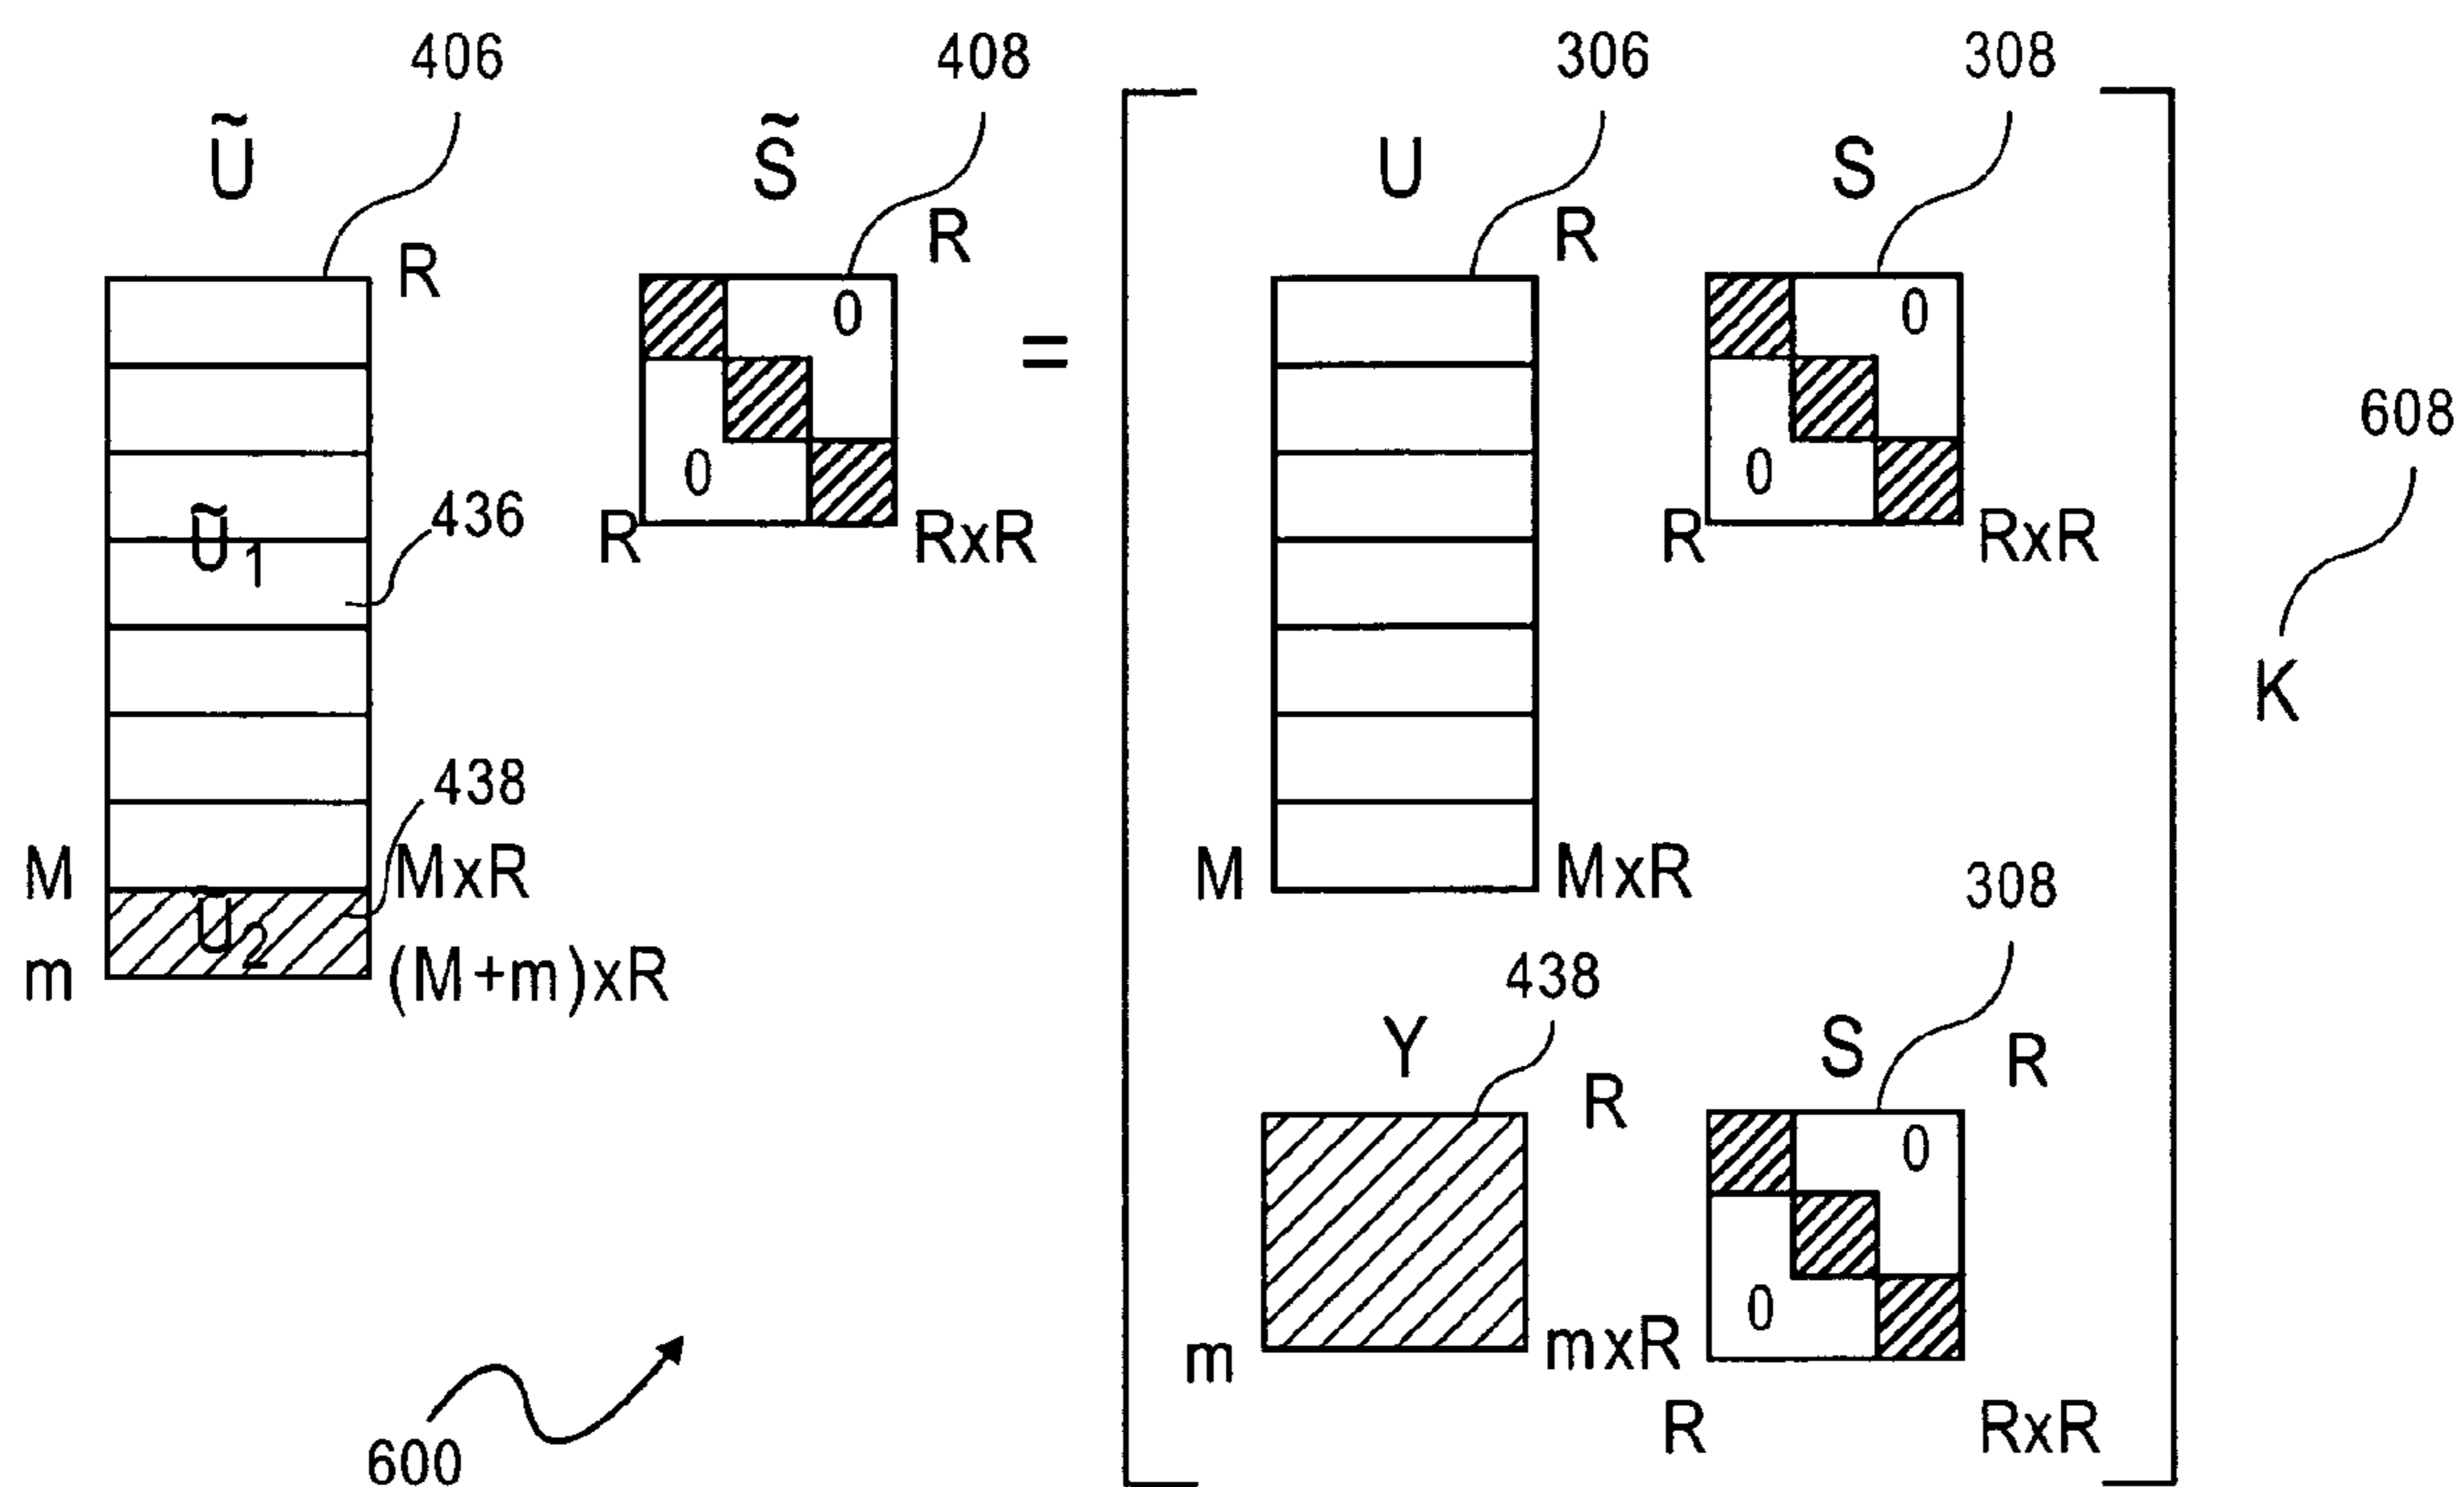 406 408 306 308
Ũ S̃ U S
R R R
0 0
= 608
0 0
Ũ1 436
R RxR R RxR
K
438
M MxR M MxR 308
U2
m (M+m)xR 438
Y S R
R
0
0
m mxR
R RxR
600